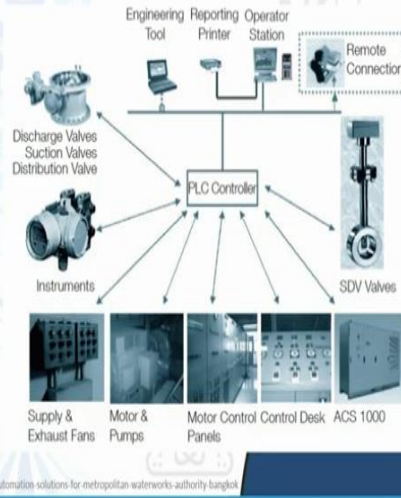 Engineering Tool
Reporting Printer
Operator Station
Remote Connection
Discharge Valves
Suction Valves
Distribution Valve
PLC Controller
Instruments
SDV Valves
Supply & Exhaust Fans
Motor & Pumps
Motor Control Panels
Control Desk
ACS 1000
utomation-solutions-for-metropolitan-waterworks-authority-bangkok